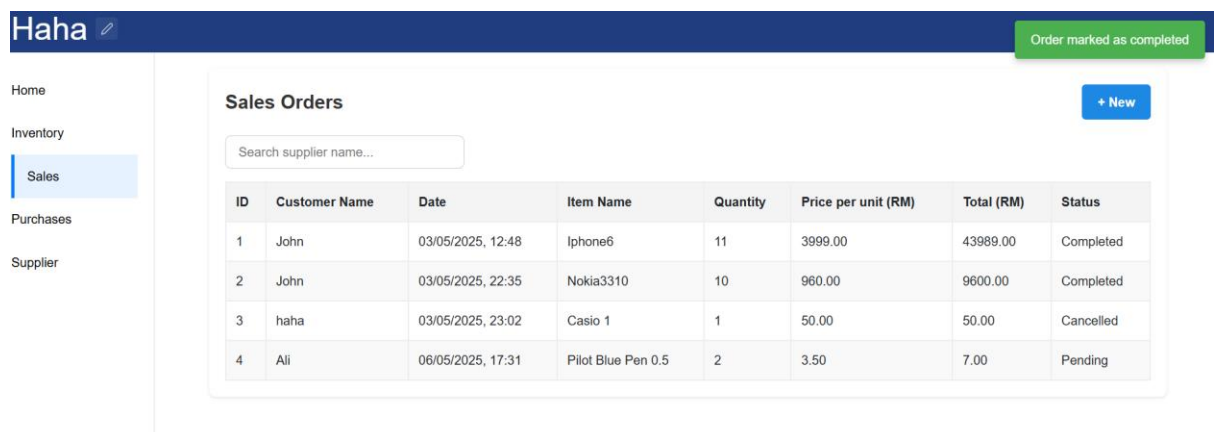 Haha
Order marked as completed
Home
Inventory
Sales
Purchases
Supplier
Sales Orders
+ New
Search supplier name...
ID Customer Name Date Item Name Quantity Price per unit (RM) Total (RM) Status
1 John 03/05/2025, 12:48 Iphone6 11 3999.00 43989.00 Completed
2 John 03/05/2025, 22:35 Nokia3310 10 960.00 9600.00 Completed
3 haha 03/05/2025, 23:02 Casio 1 1 50.00 50.00 Cancelled
4 Ali 06/05/2025, 17:31 Pilot Blue Pen 0.5 2 3.50 7.00 Pending